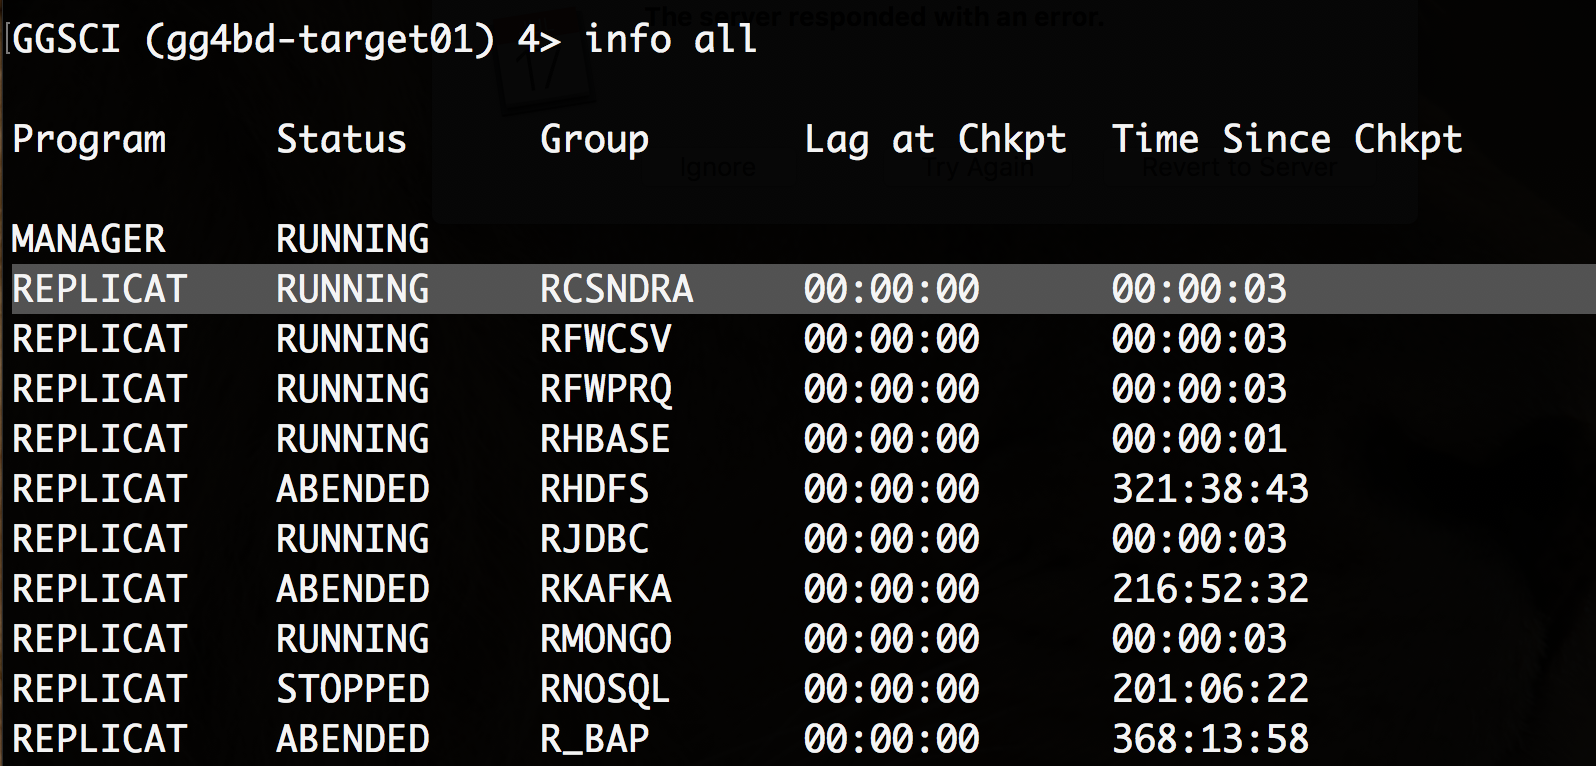 The server responded with an error.
GGSCI (gg4bd-target01) 4> info all
17
Program Status Group Lag at Chkpt Time Since Chkpt
Ignore Try Again Revert to Server
MANAGER RUNNING
REPLICAT RUNNING RCSNDRA 00:00:00 00:00:03
REPLICAT RUNNING RFWCSV 00:00:00 00:00:03
REPLICAT RUNNING RFWPRQ 00:00:00 00:00:03
REPLICAT RUNNING RHBASE 00:00:00 00:00:01
REPLICAT ABENDED RHDFS 00:00:00 321:38:43
REPLICAT RUNNING RJDBC 00:00:00 00:00:03
REPLICAT ABENDED RKAFKA 00:00:00 216:52:32
REPLICAT RUNNING RMONGO 00:00:00 00:00:03
REPLICAT STOPPED RNOSQL 00:00:00 201:06:22
REPLICAT ABENDED R_BAP 00:00:00 368:13:58